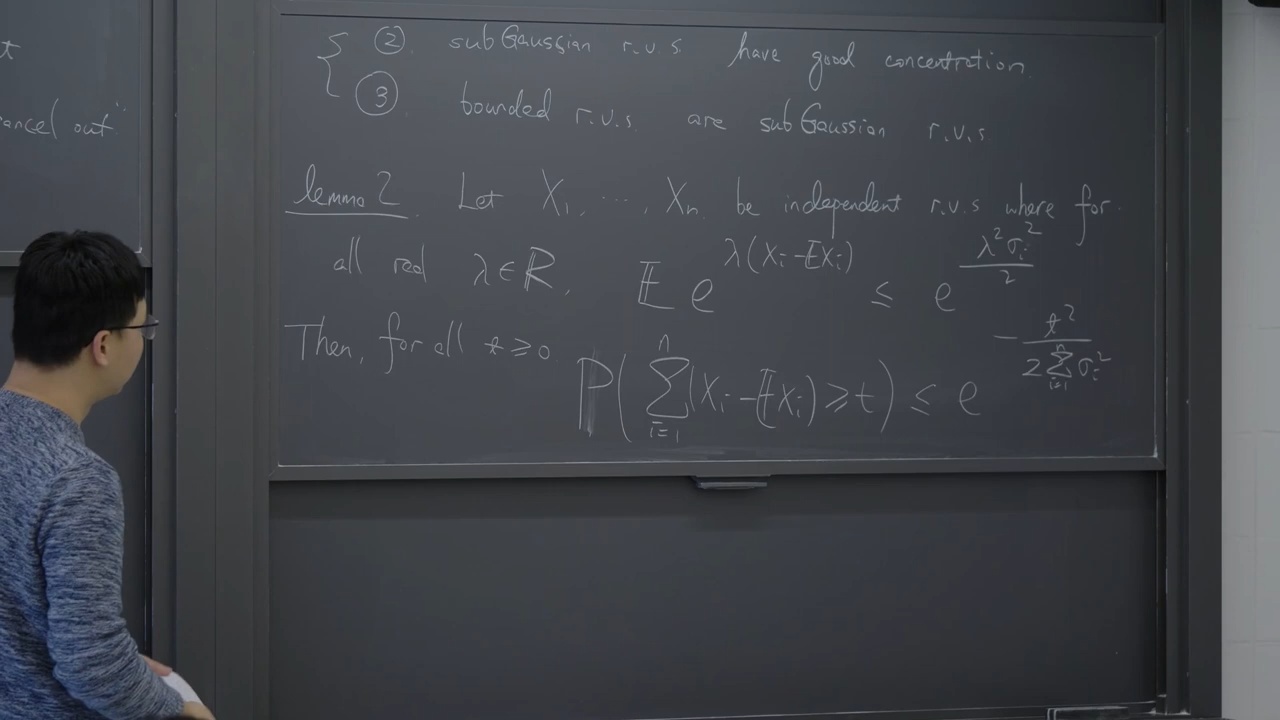 t
ancel out"
② subGaussian r.v.s have good concentration
③ bounded r.v.s. are subGaussian r.v.s
lemma 2. Let X₁, ..., Xₙ be independent r.v.s where for
all real λ∈ℝ, 𝔼 e^{λ(Xᵢ-𝔼Xᵢ)} ≤ e^{λ²σᵢ²/2}
Then, for all t≥0 ℙ(∑_{i=1}^{n}(Xᵢ-𝔼Xᵢ)≥t) ≤ e^{-t²/(2∑_{i=1}^{n}σᵢ²)}